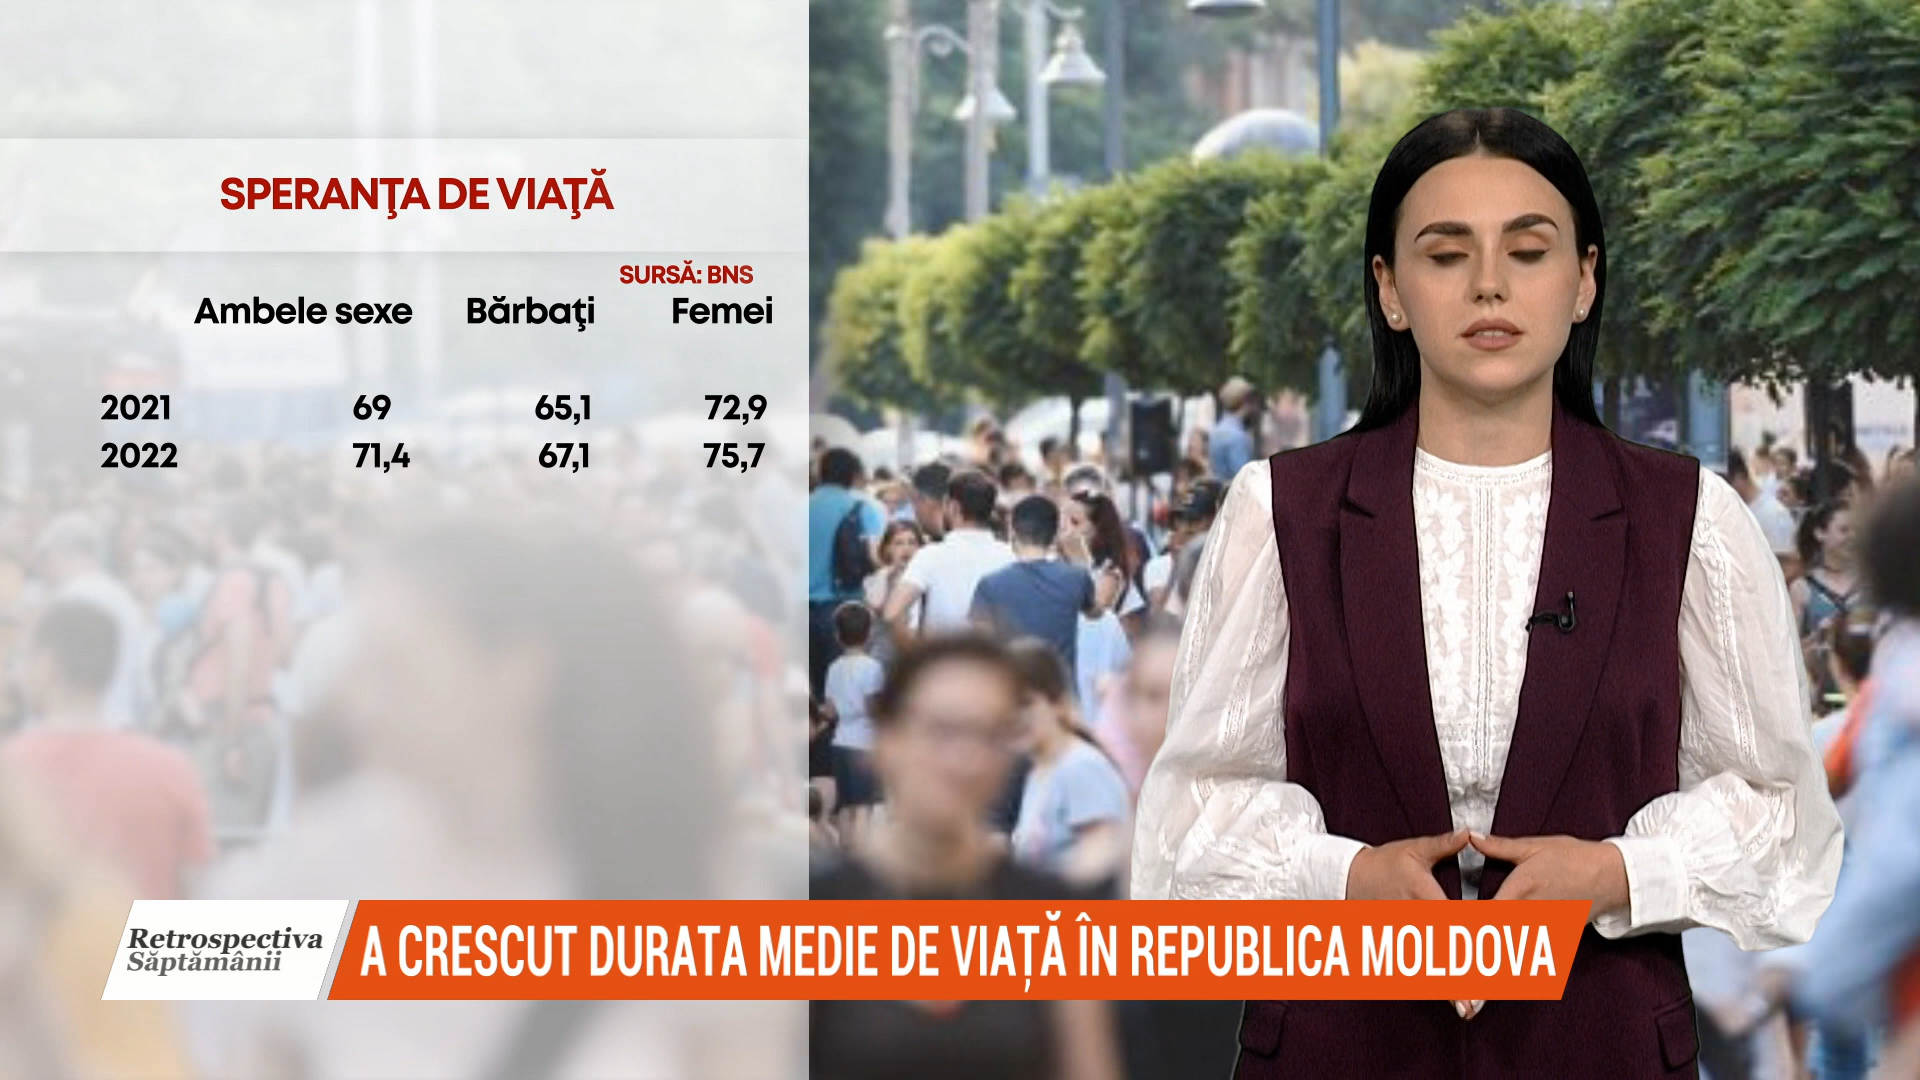 SPERANŢA DE VIAŢĂ
SURSĂ: BNS
Ambele sexe Bărbaţi Femei
2021 69 65,1 72,9
2022 71,4 67,1 75,7
Retrospectiva
Săptămânii
A CRESCUT DURATA MEDIE DE VIAȚĂ ÎN REPUBLICA MOLDOVA